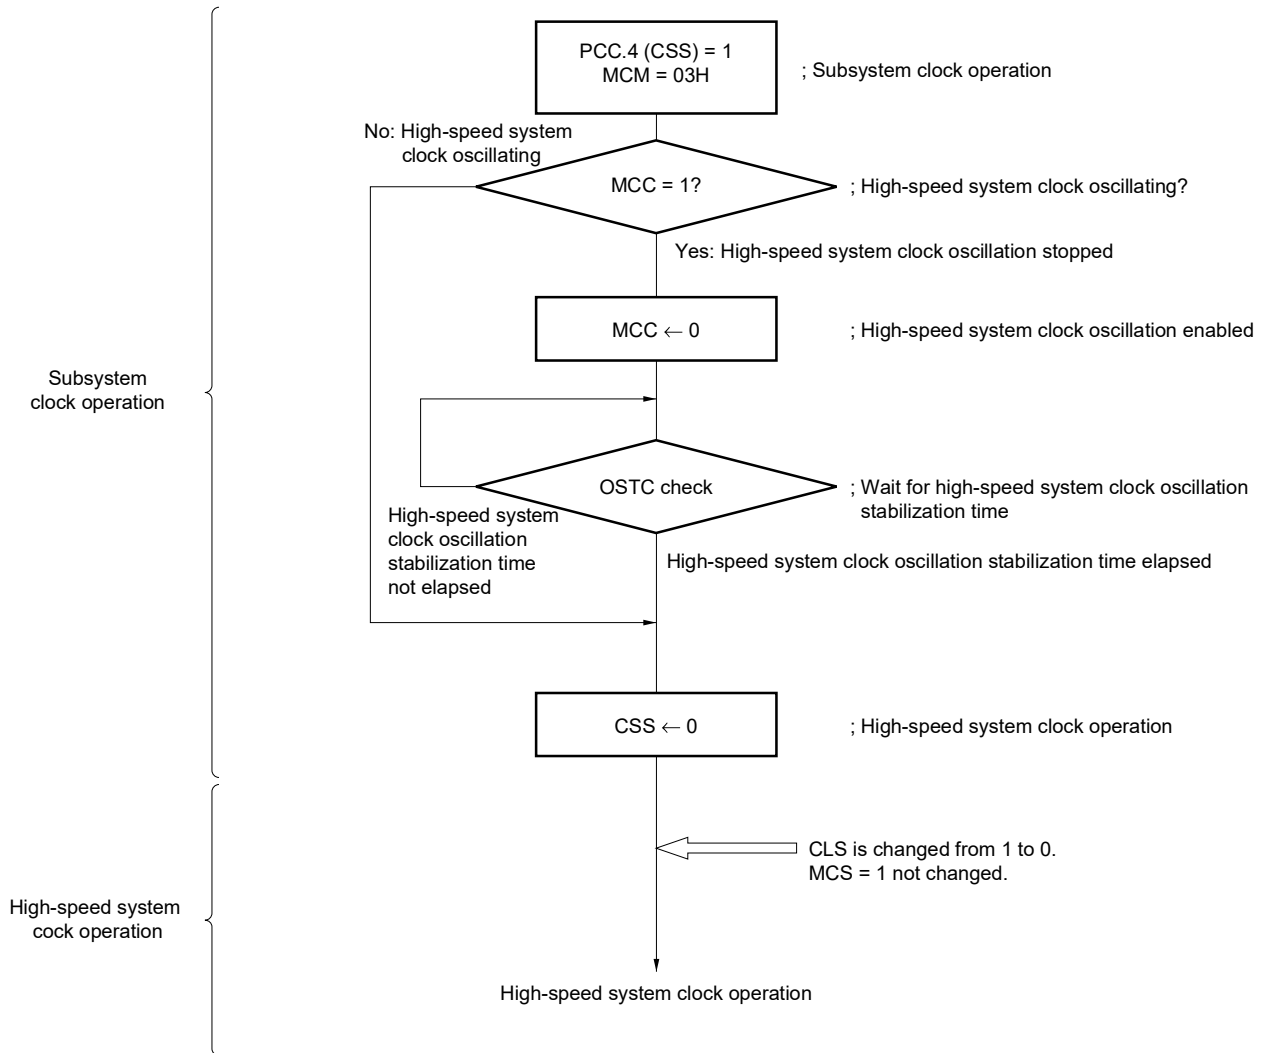 PCC.4 (CSS) = 1
MCM = 03H
; Subsystem clock operation
No: High-speed system
clock oscillating
MCC = 1?
; High-speed system clock oscillating?
Yes: High-speed system clock oscillation stopped
MCC ← 0
; High-speed system clock oscillation enabled
Subsystem
clock operation
OSTC check
; Wait for high-speed system clock oscillation
stabilization time
High-speed system
clock oscillation
stabilization time
not elapsed
High-speed system clock oscillation stabilization time elapsed
CSS ← 0
; High-speed system clock operation
CLS is changed from 1 to 0.
MCS = 1 not changed.
High-speed system
cock operation
High-speed system clock operation